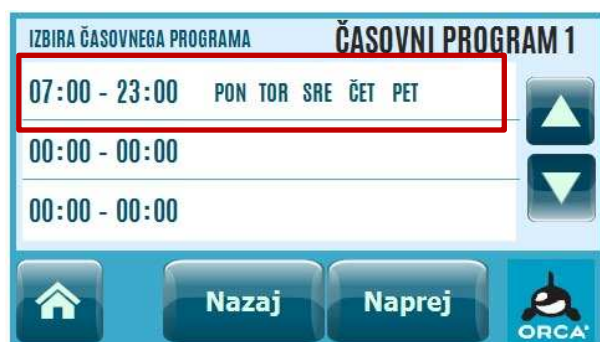 IZBIRA ČASOVNEGA PROGRAMA ČASOVNI PROGRAM 1
07:00 - 23:00 PON TOR SRE ČET PET
00:00 - 00:00
00:00 - 00:00
Nazaj Naprej
ORCA